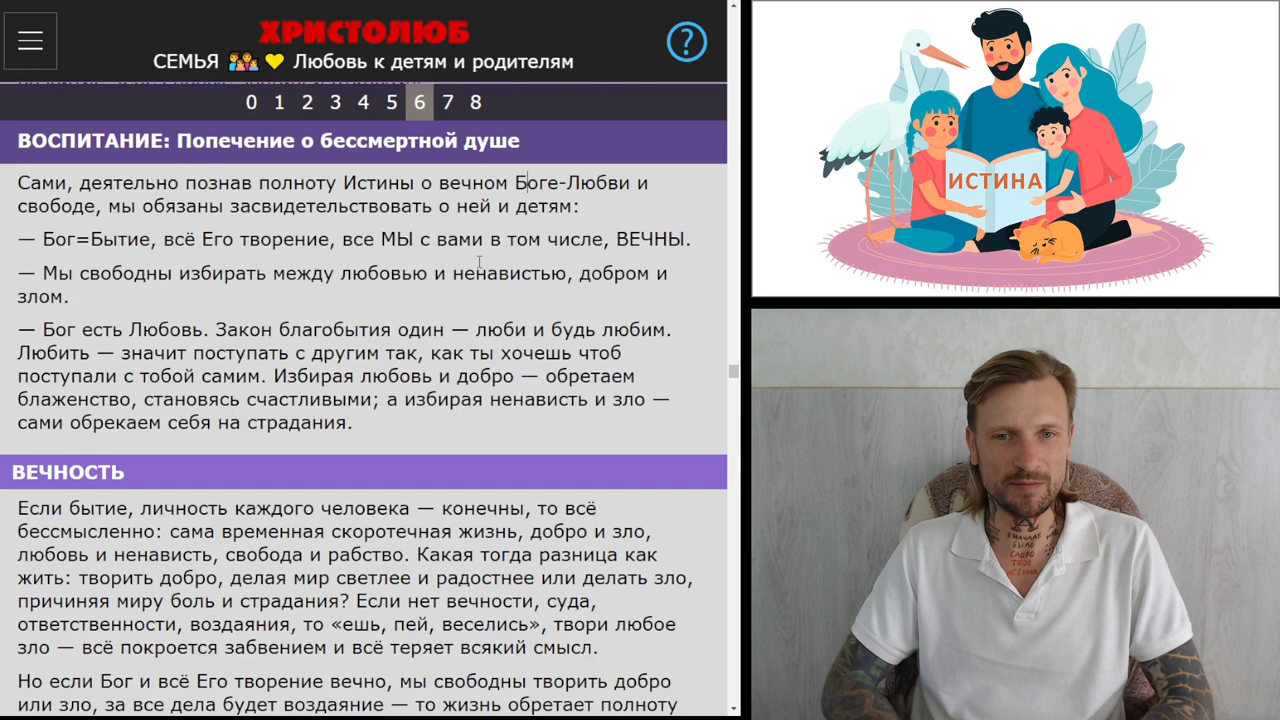 ХРИСТОЛЮБ
СЕМЬЯ 👨‍👩‍👧 💛 Любовь к детям и родителям
0 1 2 3 4 5 6 7 8
ВОСПИТАНИЕ: Попечение о бессмертной душе
Сами, деятельно познав полноту Истины о вечном Боге-Любви и
свободе, мы обязаны засвидетельствовать о ней и детям:
— Бог=Бытие, всё Его творение, все МЫ с вами в том числе, ВЕЧНЫ.
— Мы свободны избирать между любовью и ненавистью, добром и
злом.
— Бог есть Любовь. Закон благобытия один — люби и будь любим.
Любить — значит поступать с другим так, как ты хочешь чтоб
поступали с тобой самим. Избирая любовь и добро — обретаем
блаженство, становясь счастливыми; а избирая ненависть и зло —
сами обрекаем себя на страдания.
ВЕЧНОСТЬ
Если бытие, личность каждого человека — конечны, то всё
бессмысленно: сама временная скоротечная жизнь, добро и зло,
любовь и ненависть, свобода и рабство. Какая тогда разница как
жить: творить добро, делая мир светлее и радостнее или делать зло,
причиняя миру боль и страдания? Если нет вечности, суда,
ответственности, воздаяния, то «ешь, пей, веселись», твори любое
зло — всё покроется забвением и всё теряет всякий смысл.
Но если Бог и всё Его творение вечно, мы свободны творить добро
или зло, за все дела будет воздаяние — то жизнь обретает полноту
ИСТИНА
В НАЧАЛЕ
БЫЛО
СЛОВО
ТВОЕ
ИСТИНА